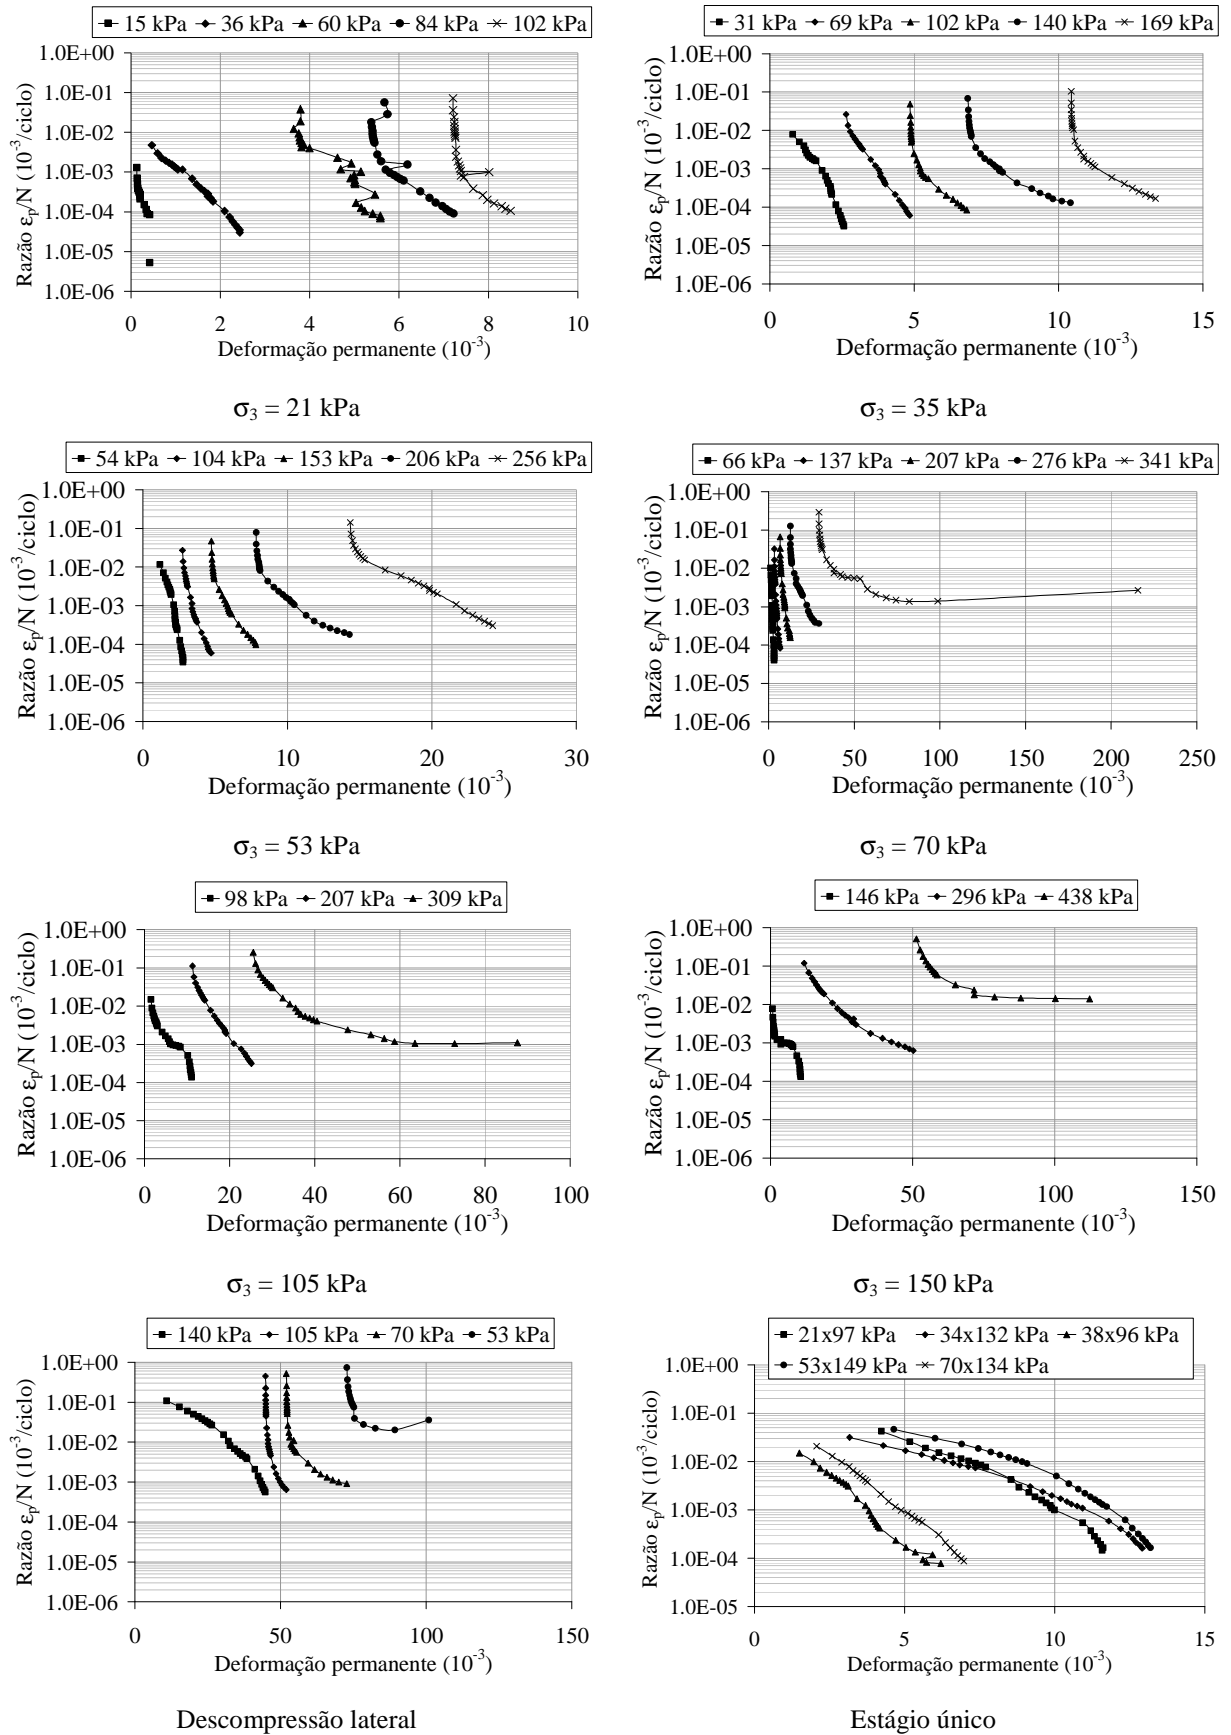 15 kPa 36 kPa 60 kPa 84 kPa 102 kPa
Razão εp/N (10⁻³/ciclo)
1.0E+00
1.0E-01
1.0E-02
1.0E-03
1.0E-04
1.0E-05
1.0E-06
0 2 4 6 8 10
Deformação permanente (10⁻³)
σ₃ = 21 kPa
31 kPa 69 kPa 102 kPa 140 kPa 169 kPa
Razão εp/N (10⁻³/ciclo)
1.0E+00
1.0E-01
1.0E-02
1.0E-03
1.0E-04
1.0E-05
1.0E-06
0 5 10 15
Deformação permanente (10⁻³)
σ₃ = 35 kPa
54 kPa 104 kPa 153 kPa 206 kPa 256 kPa
Razão εp/N (10⁻³/ciclo)
1.0E+00
1.0E-01
1.0E-02
1.0E-03
1.0E-04
1.0E-05
1.0E-06
0 10 20 30
Deformação permanente (10⁻³)
σ₃ = 53 kPa
66 kPa 137 kPa 207 kPa 276 kPa 341 kPa
Razão εp/N (10⁻³/ciclo)
1.0E+00
1.0E-01
1.0E-02
1.0E-03
1.0E-04
1.0E-05
1.0E-06
0 50 100 150 200 250
Deformação permanente (10⁻³)
σ₃ = 70 kPa
98 kPa 207 kPa 309 kPa
Razão εp/N (10⁻³/ciclo)
1.0E+00
1.0E-01
1.0E-02
1.0E-03
1.0E-04
1.0E-05
1.0E-06
0 20 40 60 80 100
Deformação permanente (10⁻³)
σ₃ = 105 kPa
146 kPa 296 kPa 438 kPa
Razão εp/N (10⁻³/ciclo)
1.0E+00
1.0E-01
1.0E-02
1.0E-03
1.0E-04
1.0E-05
1.0E-06
0 50 100 150
Deformação permanente (10⁻³)
σ₃ = 150 kPa
140 kPa 105 kPa 70 kPa 53 kPa
Razão εp/N (10⁻³/ciclo)
1.0E+00
1.0E-01
1.0E-02
1.0E-03
1.0E-04
1.0E-05
1.0E-06
0 50 100 150
Deformação permanente (10⁻³)
Descompressão lateral
21x97 kPa 34x132 kPa 38x96 kPa
53x149 kPa 70x134 kPa
Razão εp/N (10⁻³/ciclo)
1.0E+00
1.0E-01
1.0E-02
1.0E-03
1.0E-04
1.0E-05
0 5 10 15
Deformação permanente (10⁻³)
Estágio único